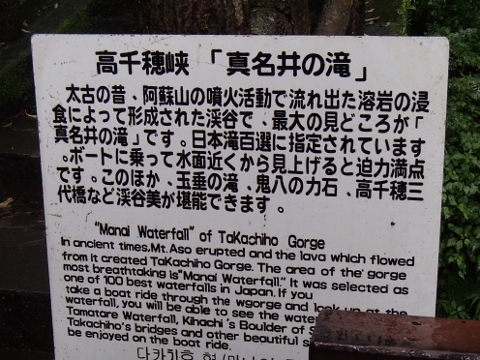 高千穂峡 「真名井の滝」
太古の昔、阿蘇山の噴火活動で流れ出た溶岩の浸
食によって形成された渓谷で、最大の見どころが「
真名井の滝」です。日本滝百選に指定されています
。ボートに乗って水面近くから見上げると迫力満点
です。このほか、玉垂の滝、鬼八の力石、高千穂三
代橋など渓谷美が堪能できます。
"Manai Waterfall" of TaKachiho Gorge
In ancient times,Mt.Aso erupted and the lava which flowed
from it created TaKachiho Gorge. The area of the' gorge
most breathtaking is"Manai Waterfall." It was selected as
one of 100 best waterfalls in Japan. If you
take a boat ride through the wgorge and look up at the
waterfall, you will be able to see the
Tamatare Waterfall, Kihachi's Boulder of
Takachiho's bridges and other beautiful
be enjoyed on the boat ride.
다카치호 협